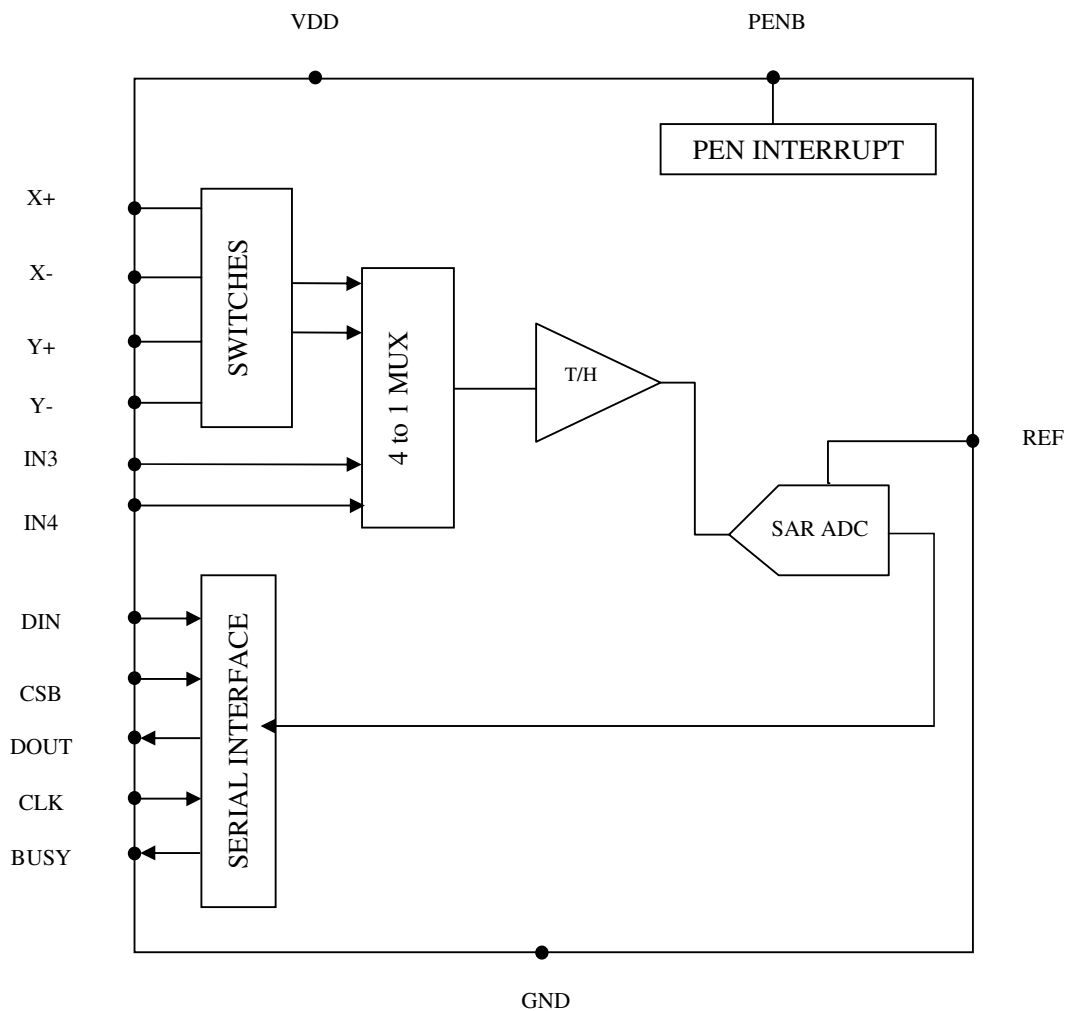 VDD
PENB
PEN INTERRUPT
X+
X-
Y+
Y-
IN3
IN4
SWITCHES
4 to 1 MUX
T/H
REF
SAR ADC
DIN
CSB
DOUT
CLK
BUSY
SERIAL INTERFACE
GND